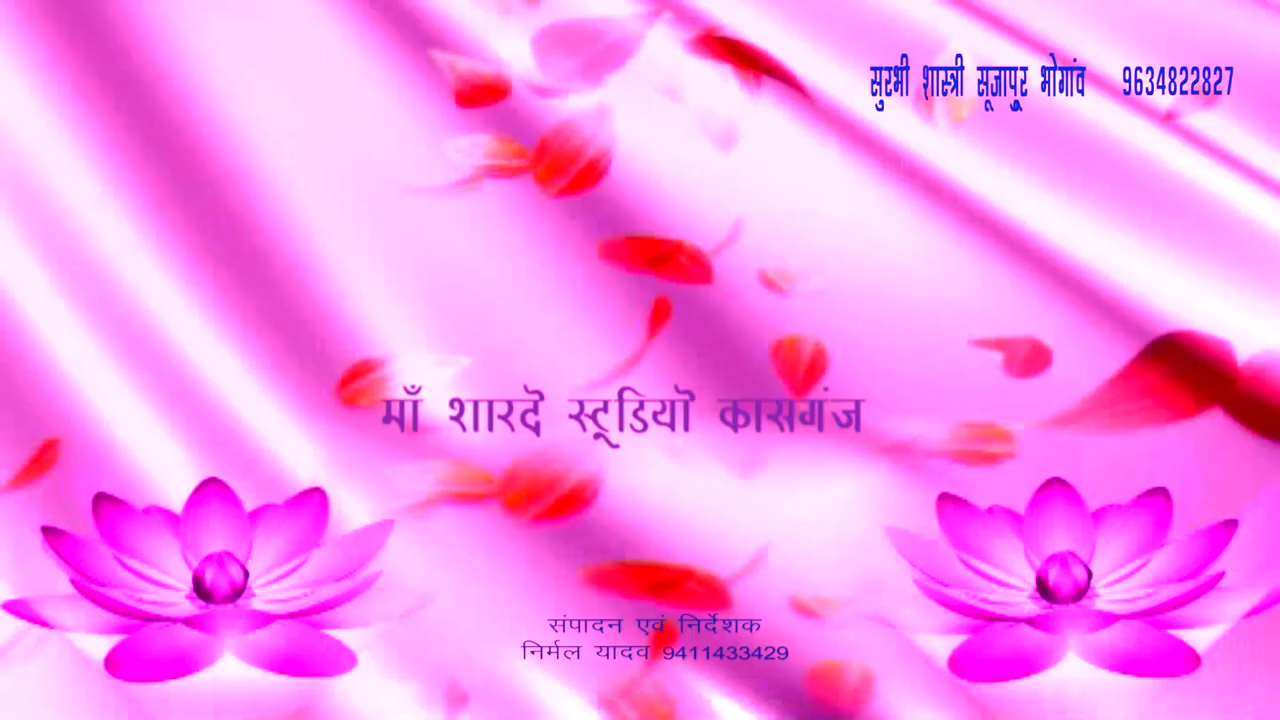 सुरभी शास्त्री सूजापुर भोगांव 9634822827
माँ शारदे स्टूडियो कासगंज
संपादन एवं निर्देशक
निर्मल यादव 9411433429